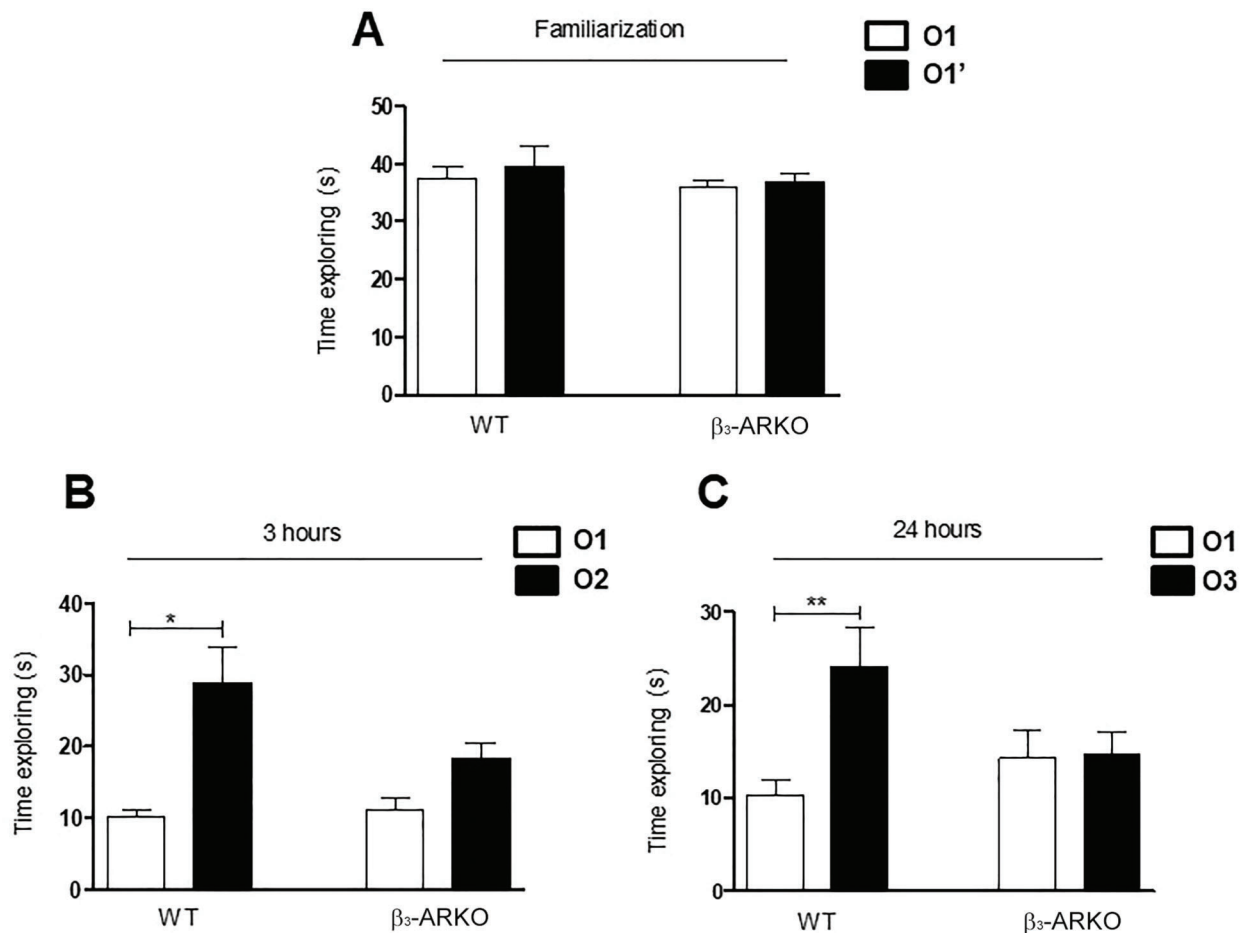 A
Familiarization
O1
O1’
50
40
30
20
10
0
Time exploring (s)
WT
β₃-ARKO
B
3 hours
O1
O2
40
30
20
10
0
Time exploring (s)
*
WT
β₃-ARKO
C
24 hours
O1
O3
30
20
10
0
Time exploring (s)
**
WT
β₃-ARKO